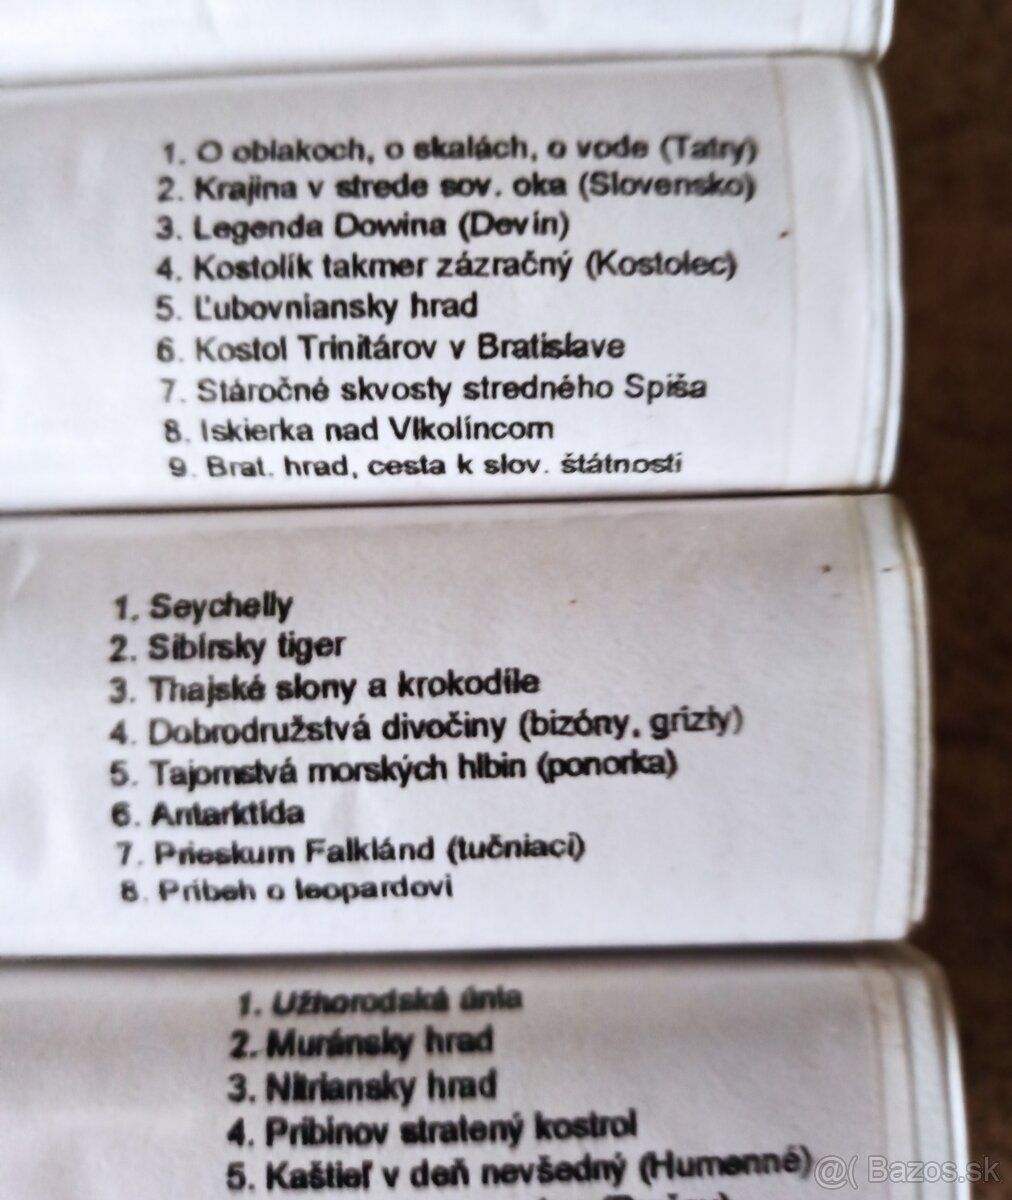 1. O oblakoch, o skalách, o vode (Tatry)
2. Krajina v strede sov. oka (Slovensko)
3. Legenda Dowina (Devín)
4. Kostolík takmer zázračný (Kostolec)
5. Ľubovniansky hrad
6. Kostol Trinitárov v Bratislave
7. Stáročné skvosty stredného Spiša
8. Iskierka nad Vlkolíncom
9. Brat. hrad, cesta k slov. štátnosti
1. Seychelly
2. Sibírsky tiger
3. Thajské slony a krokodíle
4. Dobrodružstvá divočiny (bizóny, grizly)
5. Tajomstvá morských hlbin (ponorka)
6. Antarktída
7. Prieskum Falkländ (tučniaci)
8. Príbeh o leopardovi
1. Užhorodská únia
2. Muránsky hrad
3. Nitriansky hrad
4. Pribinov stratený kostrol
5. Kaštieľ v deň nevšedný (Humenné)
@( Bazos.sk